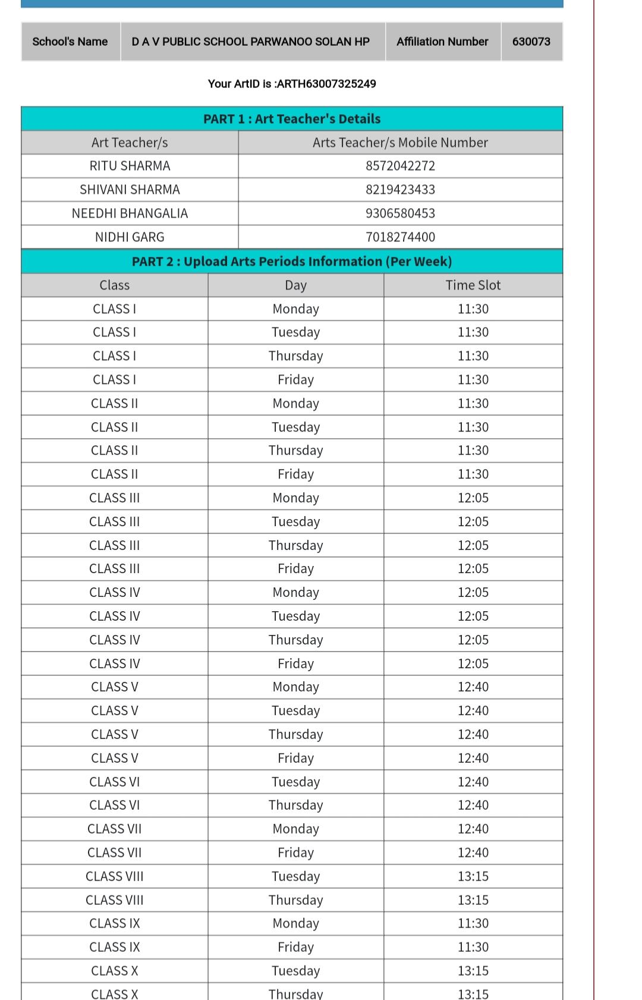 School's Name D A V PUBLIC SCHOOL PARWANOO SOLAN HP Affiliation Number 630073
Your ArtID is :ARTH63007325249
PART 1 : Art Teacher's Details
Art Teacher/s Arts Teacher/s Mobile Number
RITU SHARMA 8572042272
SHIVANI SHARMA 8219423433
NEEDHI BHANGALIA 9306580453
NIDHI GARG 7018274400
PART 2 : Upload Arts Periods Information (Per Week)
Class Day Time Slot
CLASS I Monday 11:30
CLASS I Tuesday 11:30
CLASS I Thursday 11:30
CLASS I Friday 11:30
CLASS II Monday 11:30
CLASS II Tuesday 11:30
CLASS II Thursday 11:30
CLASS II Friday 11:30
CLASS III Monday 12:05
CLASS III Tuesday 12:05
CLASS III Thursday 12:05
CLASS III Friday 12:05
CLASS IV Monday 12:05
CLASS IV Tuesday 12:05
CLASS IV Thursday 12:05
CLASS IV Friday 12:05
CLASS V Monday 12:40
CLASS V Tuesday 12:40
CLASS V Thursday 12:40
CLASS V Friday 12:40
CLASS VI Tuesday 12:40
CLASS VI Thursday 12:40
CLASS VII Monday 12:40
CLASS VII Friday 12:40
CLASS VIII Tuesday 13:15
CLASS VIII Thursday 13:15
CLASS IX Monday 11:30
CLASS IX Friday 11:30
CLASS X Tuesday 13:15
CLASS X Thursday 13:15